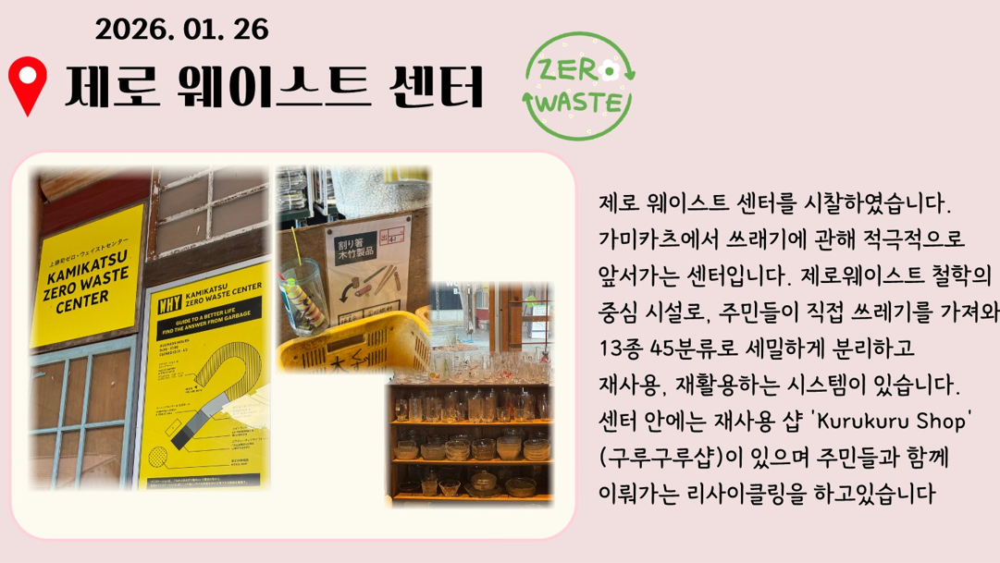 2026. 01. 26
제로 웨이스트 센터
ZERO
WASTE
上勝町ゼロ・ウェイストセンター
KAMIKATSU
ZERO WASTE
CENTER
WHY
KAMIKATSU
ZERO WASTE CENTER
GUIDE TO A BETTER LIFE
FIND THE ANSWER FROM GARBAGE
割り箸
木竹製品
제로 웨이스트 센터를 시찰하였습니다.
가미카츠에서 쓰래기에 관해 적극적으로
앞서가는 센터입니다. 제로웨이스트 철학의
중심 시설로, 주민들이 직접 쓰레기를 가져와
13종 45분류로 세밀하게 분리하고
재사용, 재활용하는 시스템이 있습니다.
센터 안에는 재사용 샵 'Kurukuru Shop'
(구루구루샵)이 있으며 주민들과 함께
이뤄가는 리사이클링을 하고있습니다